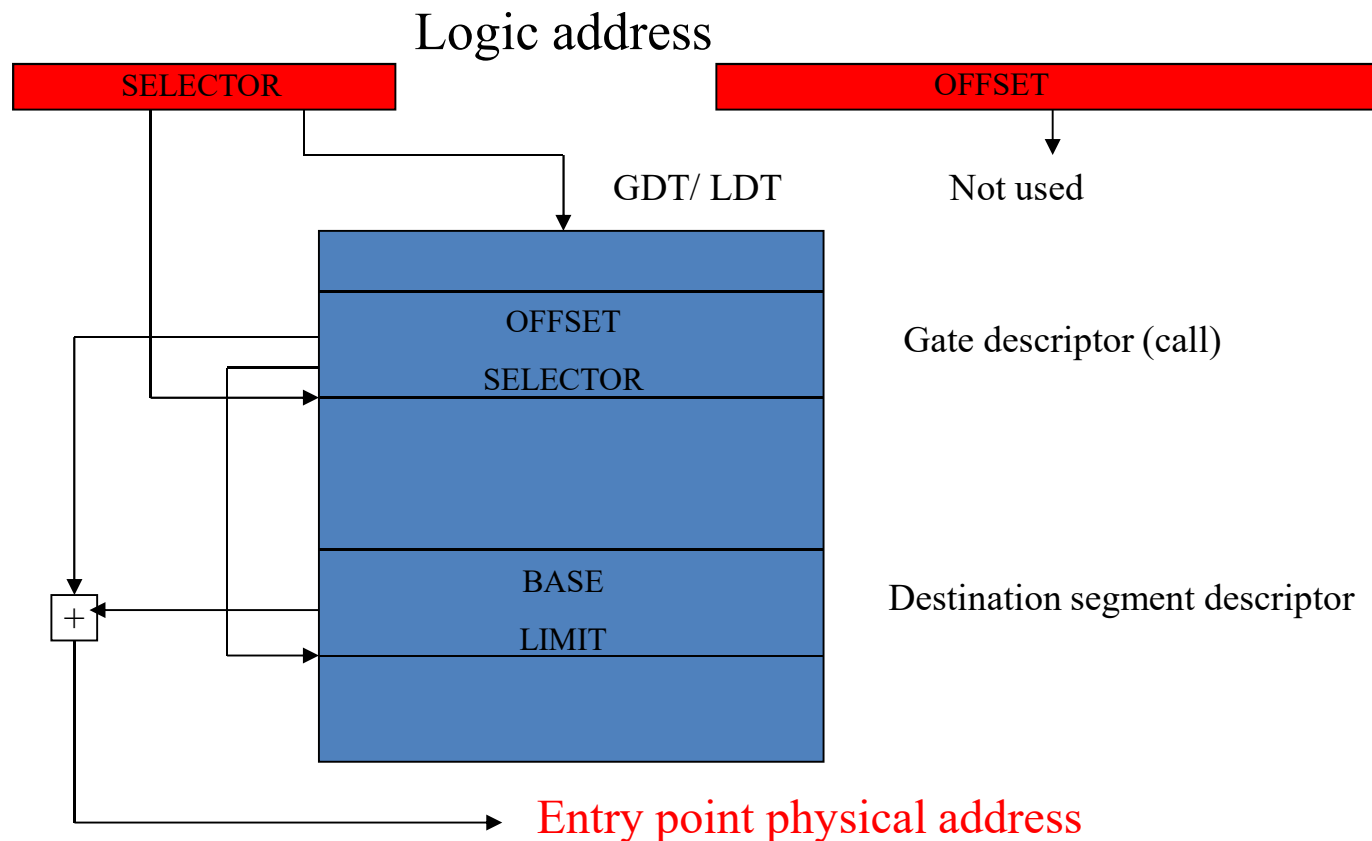 Logic address
SELECTOR
OFFSET
GDT/ LDT
Not used
OFFSET
Gate descriptor (call)
SELECTOR
BASE
Destination segment descriptor
+
LIMIT
Entry point physical address